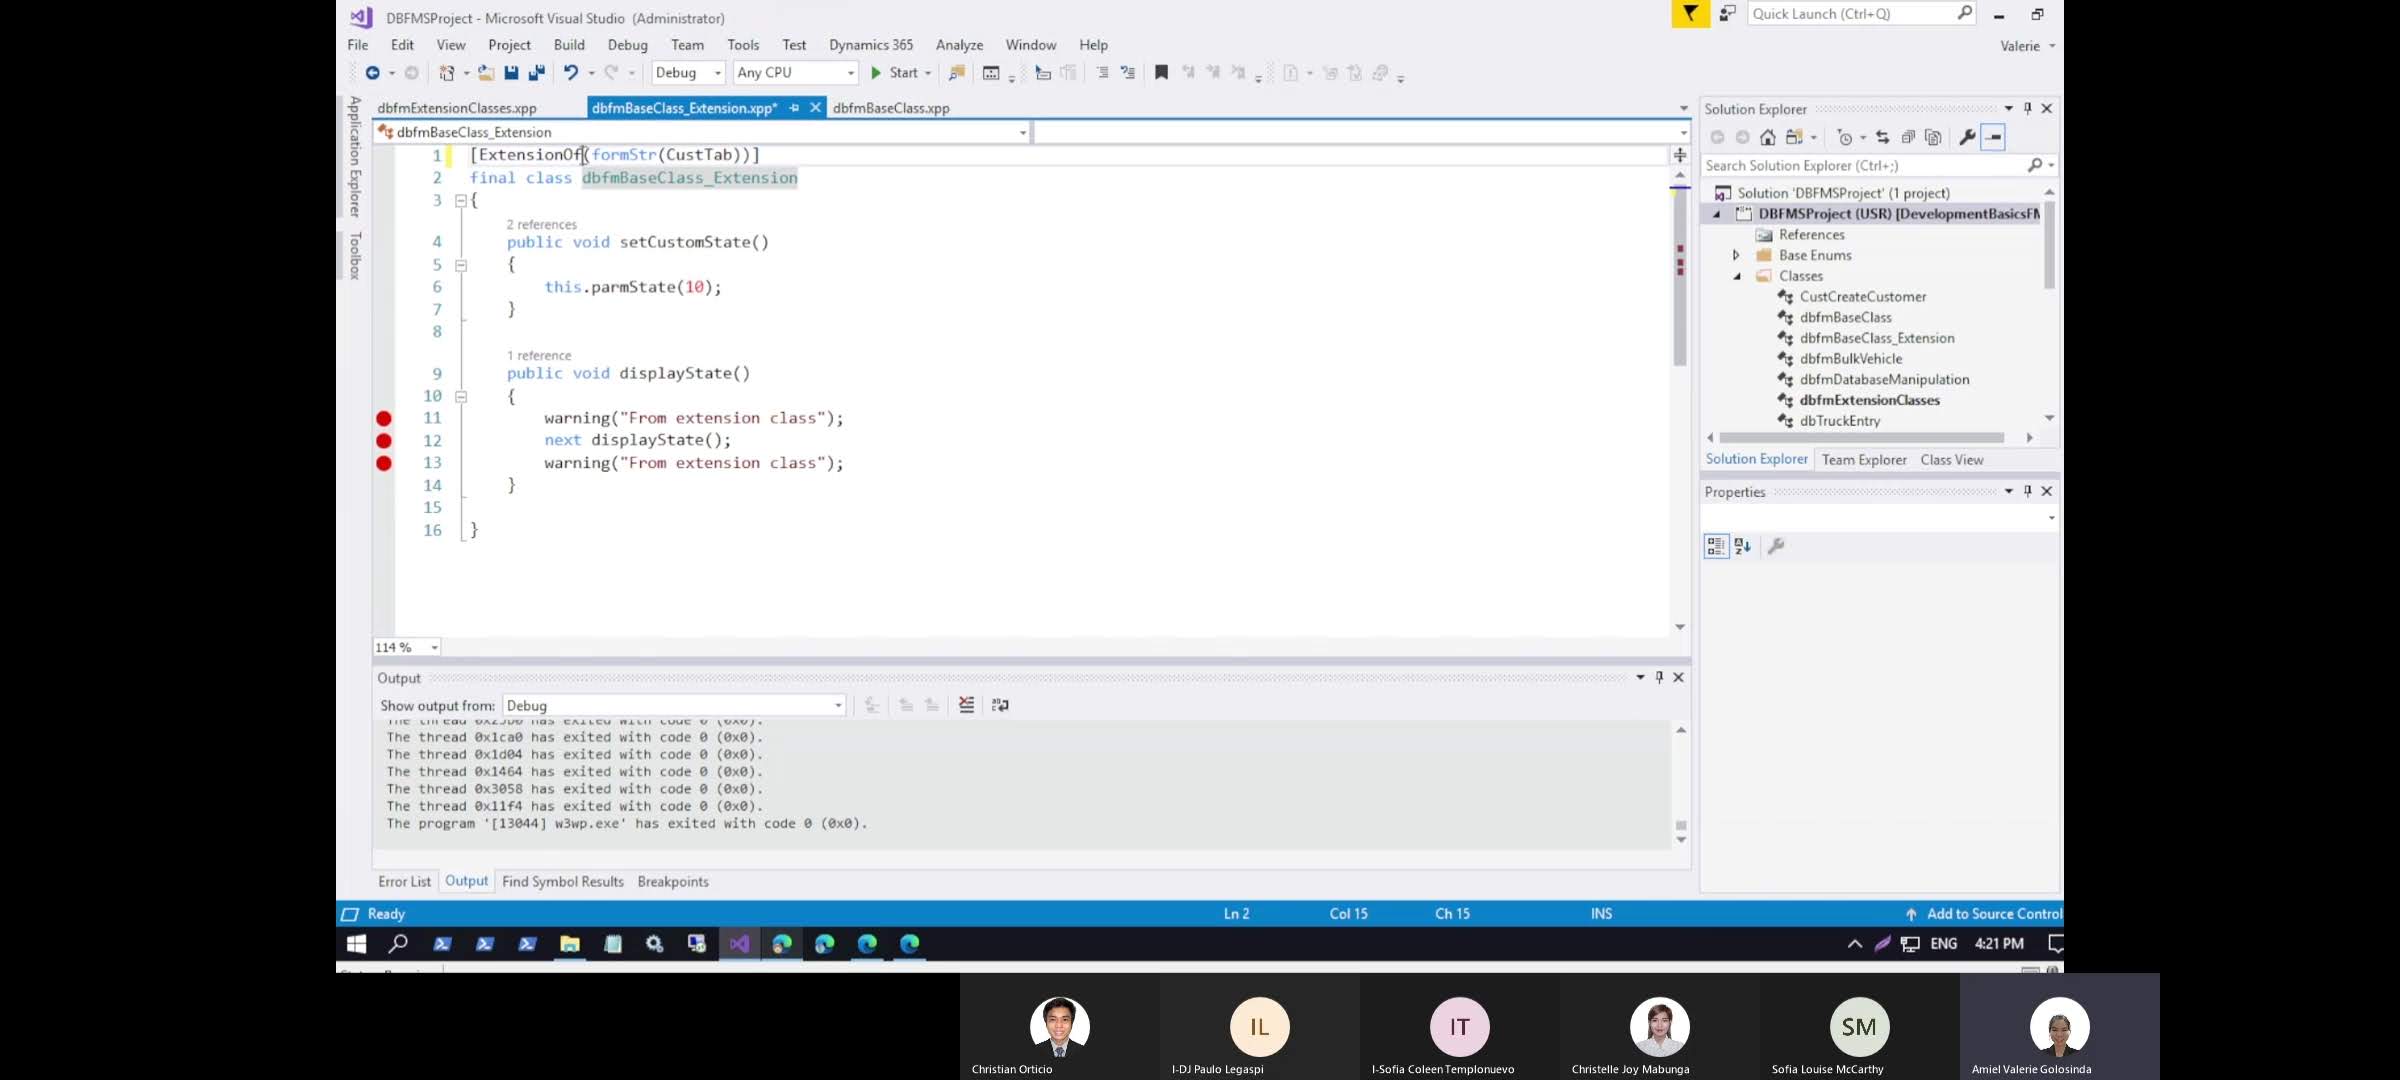 DBFMSProject - Microsoft Visual Studio (Administrator)
Quick Launch (Ctrl+Q)
File Edit View Project Build Debug Team Tools Test Dynamics 365 Analyze Window Help
Valerie
Debug Any CPU Start
Application Explorer
Toolbox
dbfmExtensionClasses.xpp dbfmBaseClass_Extension.xpp* dbfmBaseClass.xpp
dbfmBaseClass_Extension
1 [ExtensionOf(formStr(CustTab))]
2 final class dbfmBaseClass_Extension
3 {
2 references
4 public void setCustomState()
5 {
6 this.parmState(10);
7 }
8
1 reference
9 public void displayState()
10 {
11 warning("From extension class");
12 next displayState();
13 warning("From extension class");
14 }
15
16 }
114 %
Solution Explorer
Search Solution Explorer (Ctrl+;)
Solution 'DBFMSProject' (1 project)
DBFMSProject (USR) [DevelopmentBasicsFM
References
Base Enums
Classes
CustCreateCustomer
dbfmBaseClass
dbfmBaseClass_Extension
dbfmBulkVehicle
dbfmDatabaseManipulation
dbfmExtensionClasses
dbTruckEntry
Solution Explorer Team Explorer Class View
Properties
Output
Show output from: Debug
The thread 0x1ca0 has exited with code 0 (0x0).
The thread 0x1d04 has exited with code 0 (0x0).
The thread 0x1464 has exited with code 0 (0x0).
The thread 0x3058 has exited with code 0 (0x0).
The thread 0x11f4 has exited with code 0 (0x0).
The program '[13044] w3wp.exe' has exited with code 0 (0x0).
Error List Output Find Symbol Results Breakpoints
Ready Ln 2 Col 15 Ch 15 INS Add to Source Control
ENG 4:21 PM
IL IT SM
Christian Orticio I-DJ Paulo Legaspi I-Sofia Coleen Templonuevo Christelle Joy Mabunga Sofia Louise McCarthy Amiel Valerie Golosinda